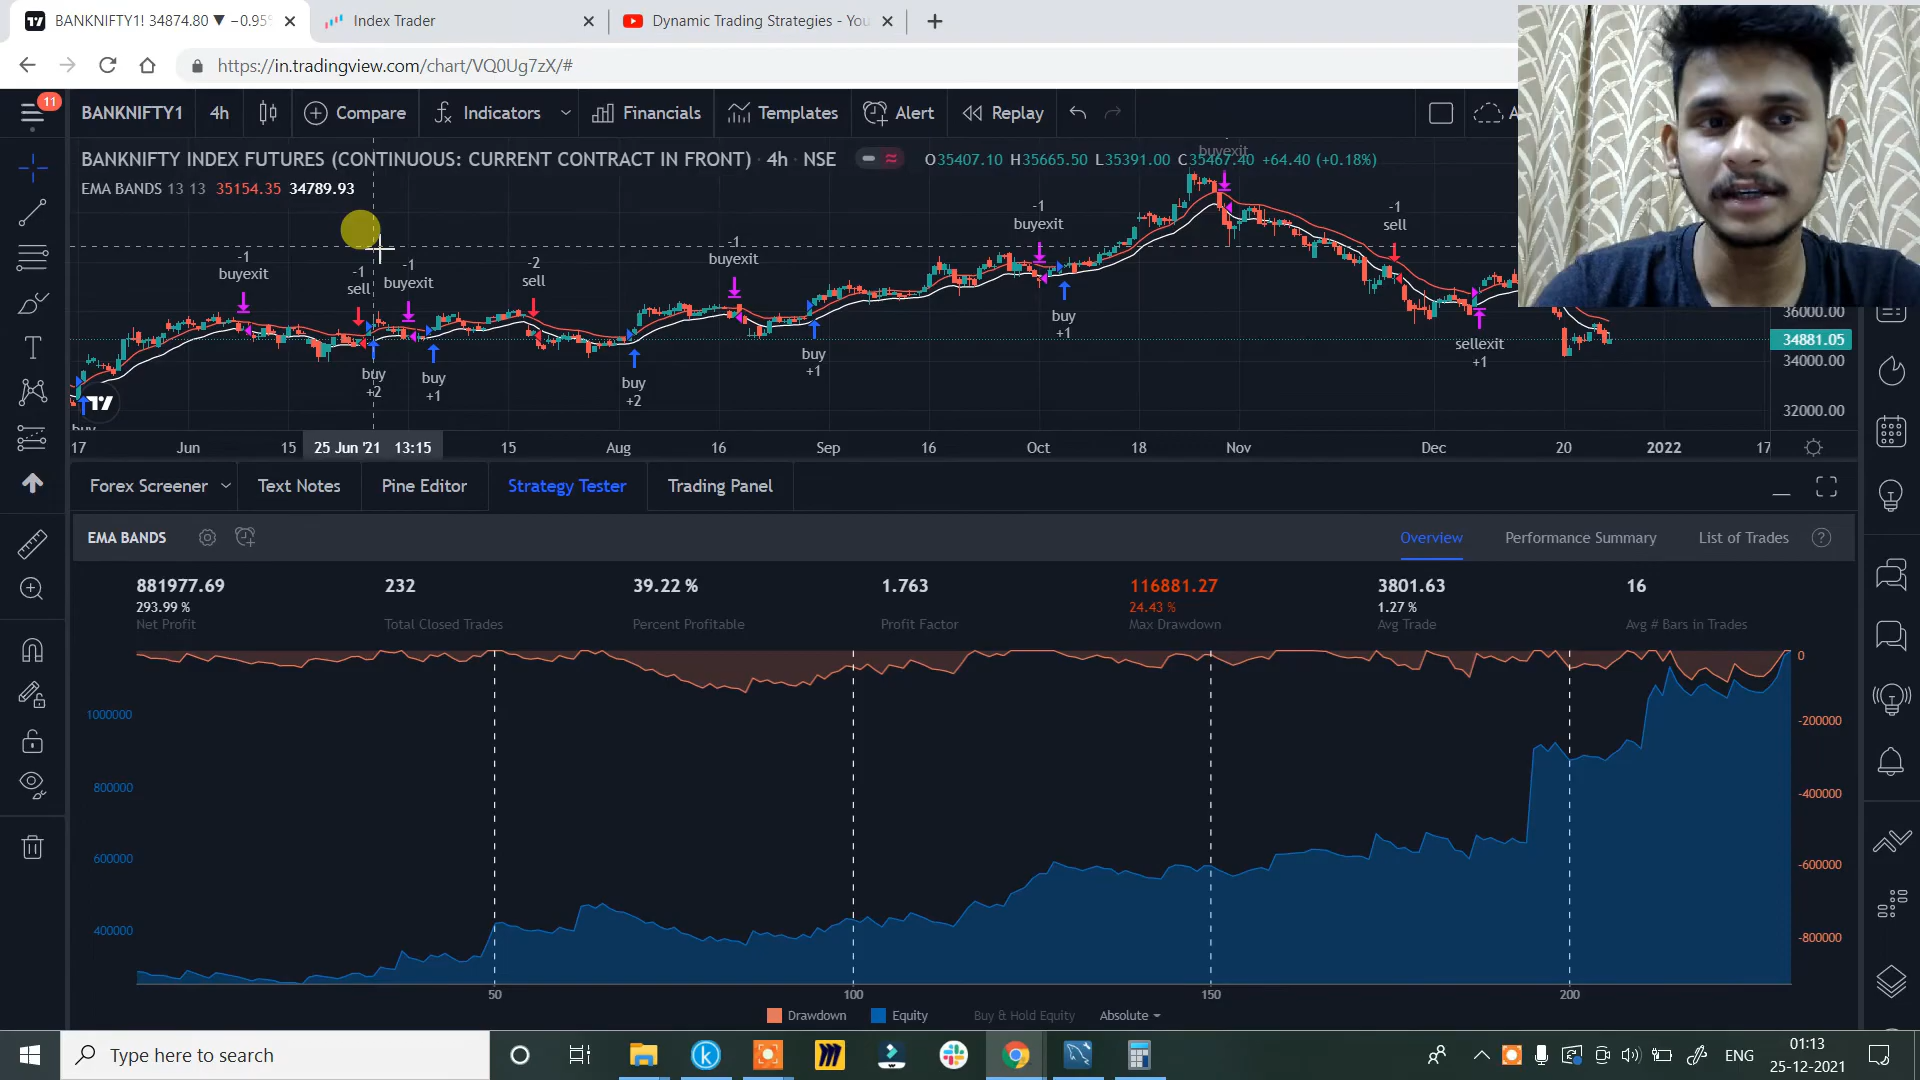 BANKNIFTY1! 34874.80 ▼ −0.95%
Index Trader
Dynamic Trading Strategies - You
https://in.tradingview.com/chart/VQ0Ug7zX/#
11
BANKNIFTY1
4h
Compare
Indicators
Financials
Templates
Alert
Replay
BANKNIFTY INDEX FUTURES (CONTINUOUS: CURRENT CONTRACT IN FRONT) · 4h · NSE
O35407.10 H35665.50 L35391.00 C35467.40 +64.40 (+0.18%)
EMA BANDS 13 13 35154.35 34789.93
buyexit
-1
buyexit
-1
sell
-1
buyexit
-2
sell
-1
buyexit
-1
buyexit
-1
sell
buy
+2
buy
+1
buy
+2
buy
+1
buy
+1
sellexit
+1
36000.00
34881.05
34000.00
32000.00
17
Jun
15
25 Jun '21 13:15
15
Aug
16
Sep
16
Oct
18
Nov
Dec
20
2022
17
Forex Screener
Text Notes
Pine Editor
Strategy Tester
Trading Panel
EMA BANDS
Overview
Performance Summary
List of Trades
881977.69
293.99 %
Net Profit
232
Total Closed Trades
39.22 %
Percent Profitable
1.763
Profit Factor
116881.27
24.43 %
Max Drawdown
3801.63
1.27 %
Avg Trade
16
Avg # Bars in Trades
1000000
800000
600000
400000
0
-200000
-400000
-600000
-800000
50
100
150
200
Drawdown
Equity
Buy & Hold Equity
Absolute
Type here to search
ENG
01:13
25-12-2021